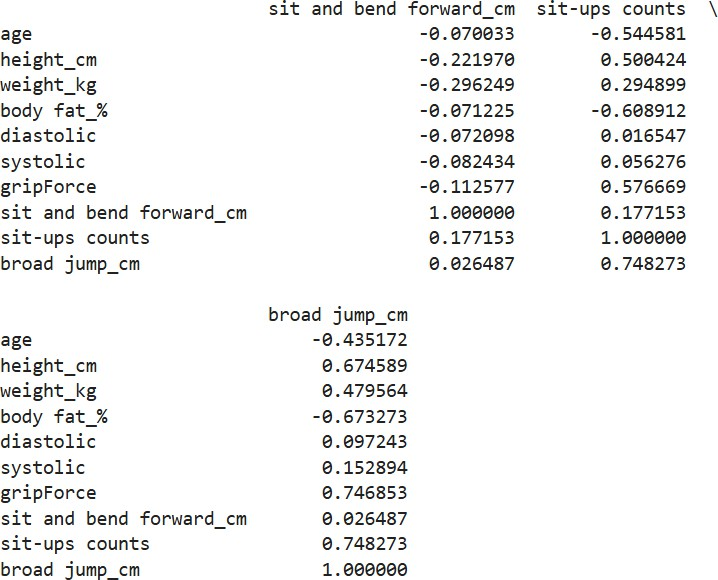 sit and bend forward_cm  sit-ups counts  \
age                                   -0.070033       -0.544581
height_cm                             -0.221970        0.500424
weight_kg                             -0.296249        0.294899
body fat_%                            -0.071225       -0.608912
diastolic                             -0.072098        0.016547
systolic                              -0.082434        0.056276
gripForce                             -0.112577        0.576669
sit and bend forward_cm                1.000000        0.177153
sit-ups counts                         0.177153        1.000000
broad jump_cm                          0.026487        0.748273

broad jump_cm
age                          -0.435172
height_cm                     0.674589
weight_kg                     0.479564
body fat_%                   -0.673273
diastolic                     0.097243
systolic                      0.152894
gripForce                     0.746853
sit and bend forward_cm       0.026487
sit-ups counts                0.748273
broad jump_cm                 1.000000